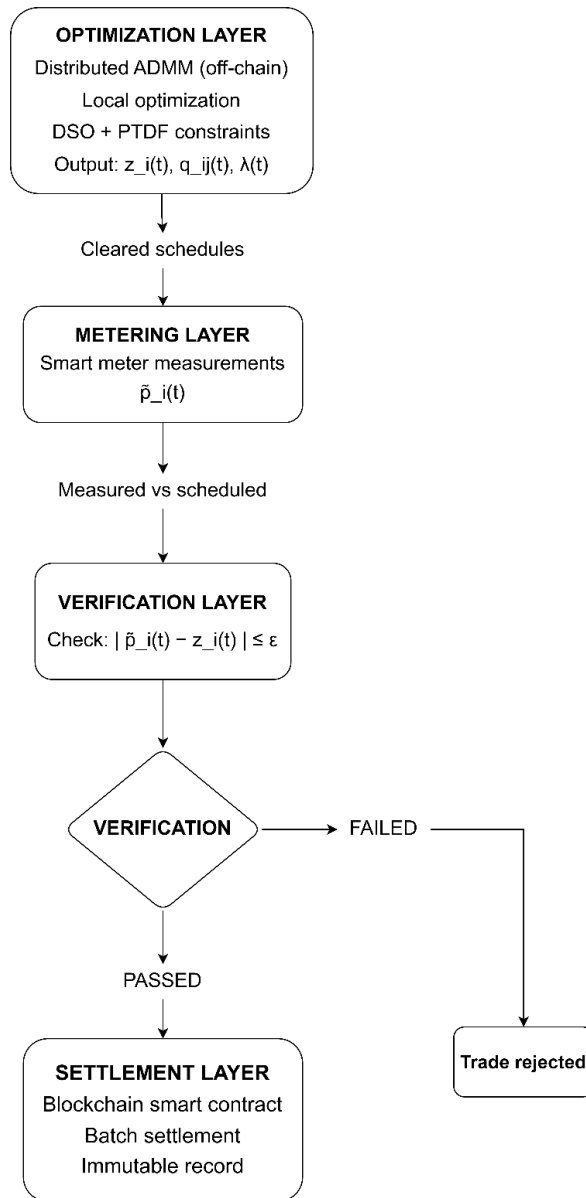 OPTIMIZATION LAYER
Distributed ADMM (off-chain)
Local optimization
DSO + PTDF constraints
Output: z_i(t), q_ij(t), λ(t)
Cleared schedules
METERING LAYER
Smart meter measurements
p̃_i(t)
Measured vs scheduled
VERIFICATION LAYER
Check: | p̃_i(t) − z_i(t) | ≤ ε
VERIFICATION
FAILED
PASSED
Trade rejected
SETTLEMENT LAYER
Blockchain smart contract
Batch settlement
Immutable record